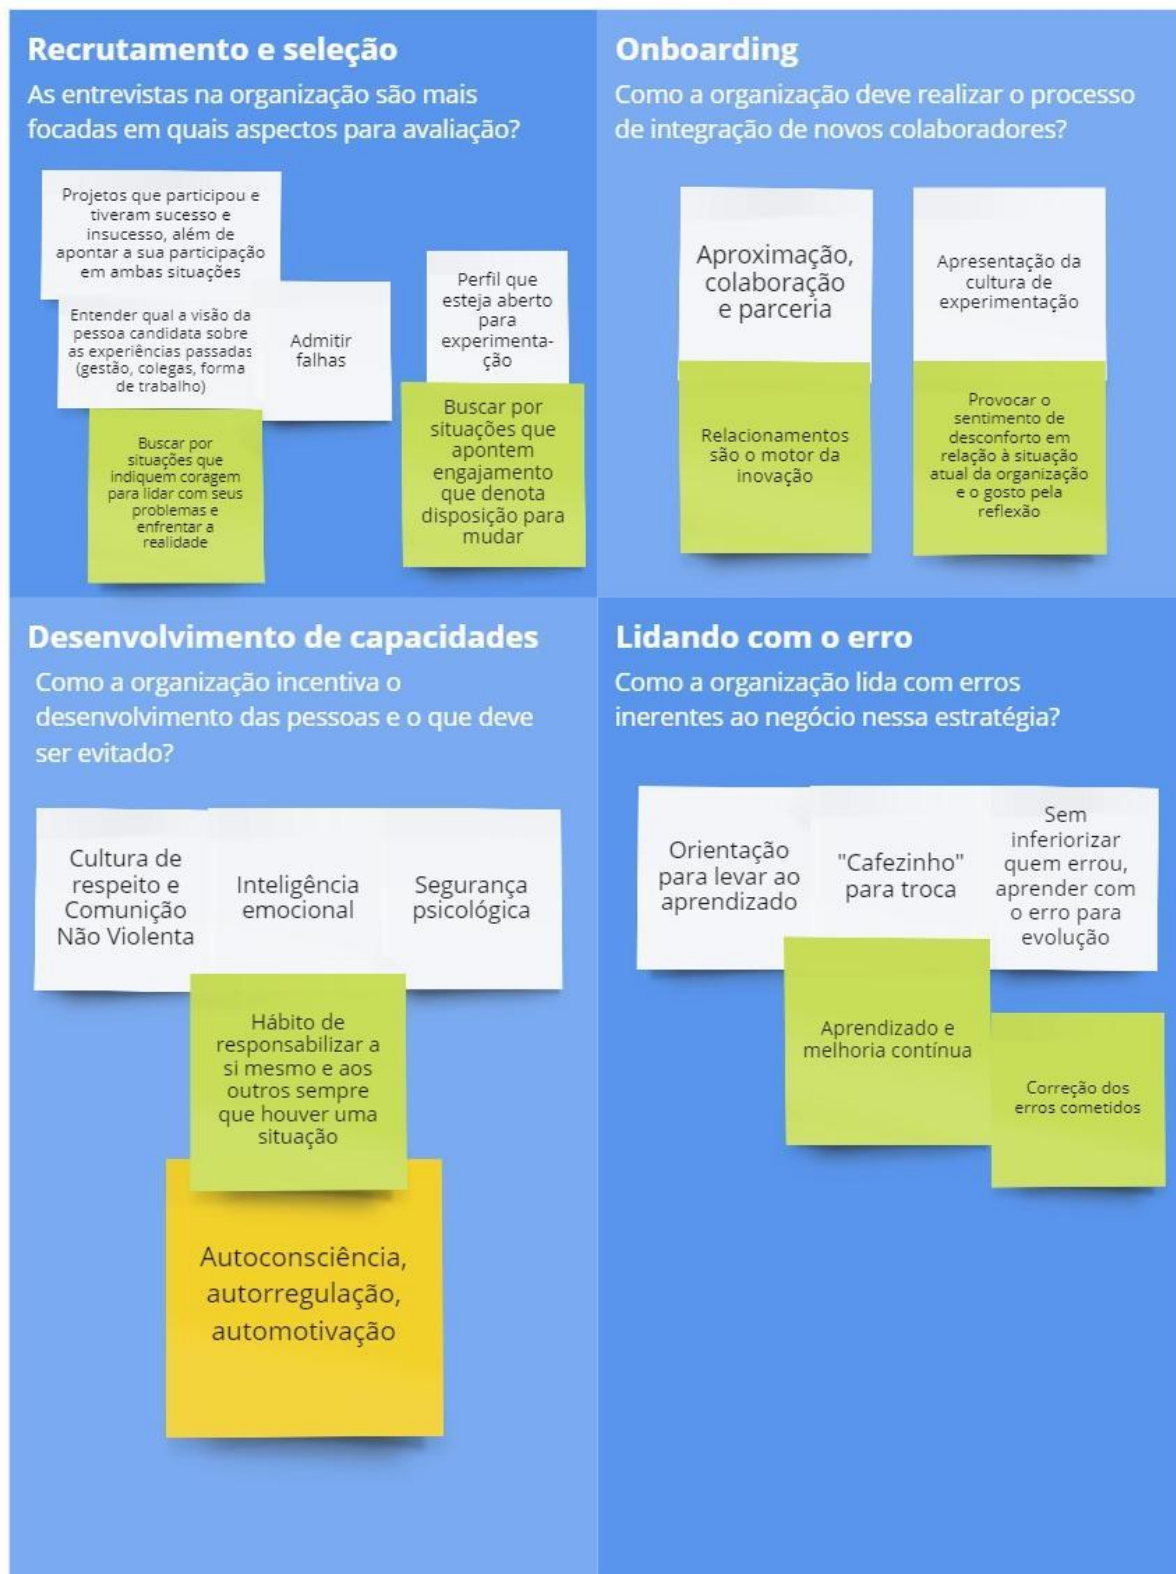 Recrutamento e seleção
As entrevistas na organização são mais
focadas em quais aspectos para avaliação?
Projetos que participou e
tiveram sucesso e
insucesso, além de
apontar a sua participação
em ambas situações
Entender qual a visão da
pessoa candidata sobre
as experiências passadas
(gestão, colegas, forma
de trabalho)
Admitir
falhas
Perfil que
esteja aberto
para
experimenta-
ção
Buscar por
situações que
indiquem coragem
para lidar com seus
problemas e
enfrentar a
realidade
Buscar por
situações que
apontem
engajamento
que denota
disposição para
mudar
Onboarding
Como a organização deve realizar o processo
de integração de novos colaboradores?
Aproximação,
colaboração
e parceria
Apresentação da
cultura de
experimentação
Relacionamentos
são o motor da
inovação
Provocar o
sentimento de
desconforto em
relação à situação
atual da organização
e o gosto pela
reflexão
Desenvolvimento de capacidades
Como a organização incentiva o
desenvolvimento das pessoas e o que deve
ser evitado?
Cultura de
respeito e
Comunição
Não Violenta
Inteligência
emocional
Segurança
psicológica
Hábito de
responsabilizar a
si mesmo e aos
outros sempre
que houver uma
situação
Autoconsciência,
autorregulação,
automotivação
Lidando com o erro
Como a organização lida com erros
inerentes ao negócio nessa estratégia?
Orientação
para levar ao
aprendizado
"Cafezinho"
para troca
Sem
inferiorizar
quem errou,
aprender com
o erro para
evolução
Aprendizado e
melhoria contínua
Correção dos
erros cometidos